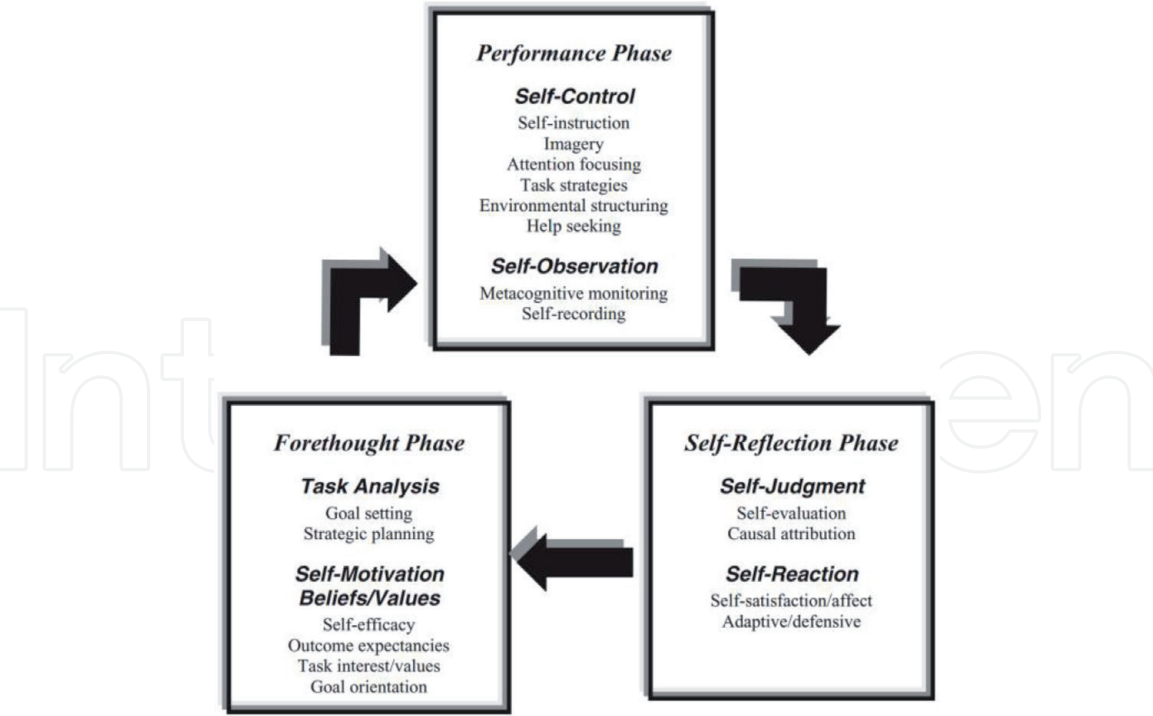 Performance Phase
Self-Control
Self-instruction
Imagery
Attention focusing
Task strategies
Environmental structuring
Help seeking
Self-Observation
Metacognitive monitoring
Self-recording
Forethought Phase
Task Analysis
Goal setting
Strategic planning
Self-Motivation
Beliefs/Values
Self-efficacy
Outcome expectancies
Task interest/values
Goal orientation
Self-Reflection Phase
Self-Judgment
Self-evaluation
Causal attribution
Self-Reaction
Self-satisfaction/affect
Adaptive/defensive